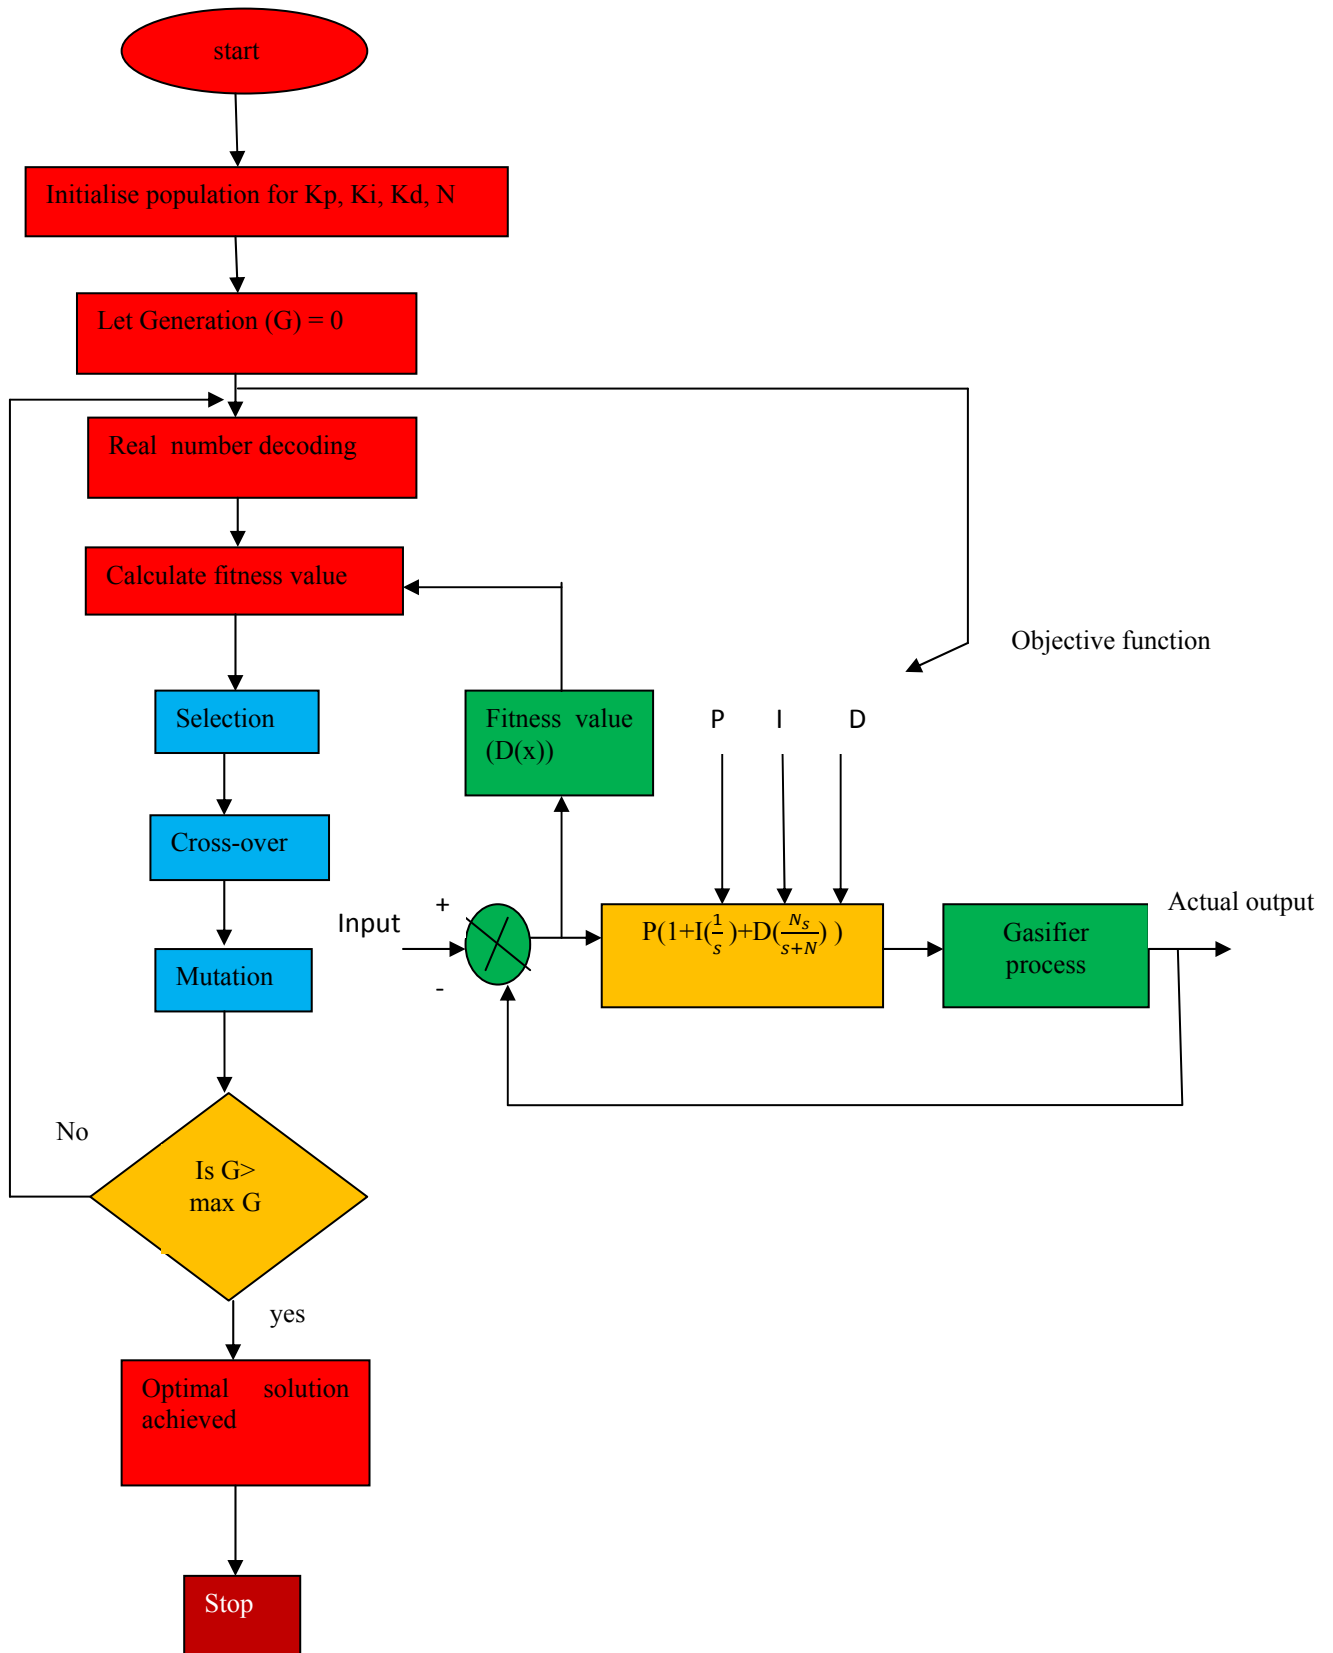 start
Initialise population for Kp, Ki, Kd, N
Let Generation (G) = 0
Real number decoding
Calculate fitness value
Objective function
Selection
Fitness value
(D(x))
P I D
Cross-over
Input
+
-
P(1+I(1/s)+D(Ns/s+N) )
Gasifier
process
Actual output
Mutation
No
Is G>
max G
yes
Optimal solution
achieved
Stop